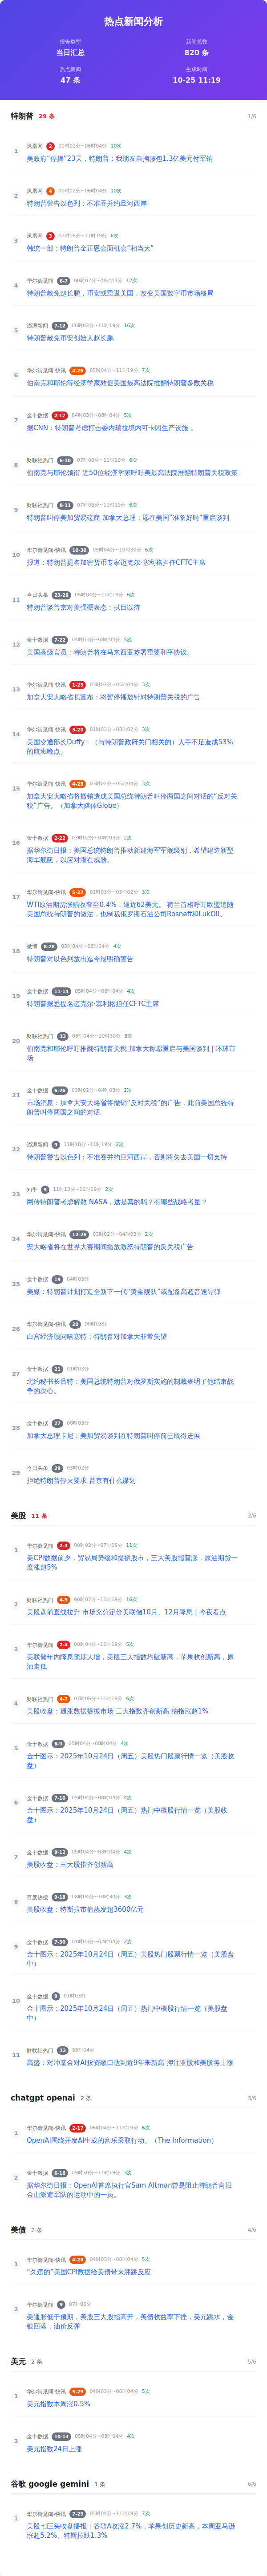 热点新闻分析
报告类型
新闻总数
当日汇总
820 条
热点新闻
生成时间
47 条
10-25 11:19
特朗普 29 条 1/6
1
凤凰网 2 00时02分~06时04分 10次
美政府“停摆”23天，特朗普：我朋友自掏腰包1.3亿美元付军饷
2
凤凰网 4 00时02分~06时04分 10次
特朗普警告以色列：不准吞并约旦河西岸
3
凤凰网 3 07时06分~11时19分 6次
韩统一部：特朗普金正恩会面机会“相当大”
4
华尔街见闻-快讯 6-7 00时02分~08时04分 12次
特朗普赦免赵长鹏，币安或重返美国，改变美国数字币市场格局
5
澎湃新闻 7-12 00时02分~11时19分 16次
特朗普赦免币安创始人赵长鹏
6
华尔街见闻-快讯 4-26 05时04分~11时19分 7次
伯南克和耶伦等经济学家敦促美国最高法院推翻特朗普多数关税
7
金十数据 2-17 04时03分~08时04分 5次
据CNN：特朗普考虑打击委内瑞拉境内可卡因生产设施 。
8
财联社热门 6-10 07时06分~11时19分 6次
伯南克与耶伦领衔 近50位经济学家呼吁美最高法院推翻特朗普关税政策
9
财联社热门 8-11 07时06分~11时19分 6次
特朗普叫停美加贸易磋商 加拿大总理：愿在美国“准备好时”重启谈判
10
华尔街见闻-快讯 10-30 05时04分~10时30分 6次
报道：特朗普提名加密货币专家迈克尔·塞利格担任CFTC主席
11
今日头条 23-28 05时04分~11时19分 6次
特朗普谈普京对美强硬表态：拭目以待
12
金十数据 7-22 04时03分~08时04分 5次
美国高级官员：特朗普将在马来西亚签署重要和平协议。
13
华尔街见闻-快讯 1-25 03时02分~05时04分 3次
加拿大安大略省长宣布：将暂停播放针对特朗普关税的广告
14
华尔街见闻-快讯 3-20 01时03分~03时02分 3次
美国交通部长Duffy：（与特朗普政府关门相关的）人手不足造成53%
的航班晚点。
15
华尔街见闻-快讯 4-20 03时02分~05时04分 3次
加拿大安大略省将撤销造成美国总统特朗普叫停两国之间对话的“反对关
税”广告。（加拿大媒体Globe）
16
金十数据 2-22 03时02分~04时03分 2次
据华尔街日报：美国总统特朗普推动新建海军军舰级别，希望建造新型
海军舰艇，以应对潜在威胁。
17
华尔街见闻-快讯 5-22 01时03分~03时02分 3次
WTI原油期货涨幅收窄至0.4%，逼近62美元。 荷兰首相呼吁欧盟追随
美国总统特朗普的做法，也制裁俄罗斯石油公司Rosneft和LukOil。
18
微博 8-28 05时04分~08时04分 4次
特朗普对以色列放出迄今最明确警告
19
金十数据 11-14 05时04分~08时04分 4次
特朗普据悉提名迈克尔·塞利格担任CFTC主席
20
财联社热门 13 08时04分~10时30分 3次
伯南克和耶伦呼吁推翻特朗普关税 加拿大称愿重启与美国谈判 | 环球市
场
21
金十数据 6-26 03时02分~04时03分 2次
市场消息：加拿大安大略省将撤销“反对关税”的广告，此前美国总统特
朗普叫停两国之间的对话。
22
澎湃新闻 9 11时18分~11时19分 2次
特朗普警告以色列：不准吞并约旦河西岸，否则将失去美国一切支持
23
知乎 9 11时18分~11时19分 2次
网传特朗普考虑解散 NASA，这是真的吗？有哪些战略考量？
24
华尔街见闻-快讯 12-26 03时02分~04时03分 2次
安大略省将在世界大赛期间播放激怒特朗普的反关税广告
25
金十数据 19 04时03分
美媒：特朗普计划打造全新下一代“黄金舰队”或配备高超音速导弹
26
华尔街见闻-快讯 20 00时03分
白宫经济顾问哈塞特：特朗普对加拿大非常失望
27
金十数据 21 01时03分
北约秘书长吕特：美国总统特朗普对俄罗斯实施的制裁表明了他结束战
争的决心。
28
金十数据 27 00时03分
加拿大总理卡尼：美加贸易谈判在特朗普叫停前已取得进展
29
今日头条 29 03时02分
拒绝特朗普停火要求 普京有什么谋划
美股 11 条 2/6
1
华尔街见闻 2-3 00时02分~07时06分 11次
美CPI数据前夕，贸易局势缓和提振股市，三大美股指普涨，原油期货一
度涨超5%
2
财联社热门 4-9 00时02分~11时19分 16次
美股盘前直线拉升 市场充分定价美联储10月、12月降息 | 今夜看点
3
华尔街见闻 2-4 08时04分~11时19分 5次
美联储年内降息预期大增，美股三大指数均破新高，苹果收创新高，原
油走低
4
财联社热门 4-7 07时06分~11时19分 6次
美股收盘：通胀数据提振市场 三大指数齐创新高 纳指涨超1%
5
金十数据 6-9 05时04分~08时04分 4次
金十图示：2025年10月24日（周五）美股热门股票行情一览（美股收
盘）
6
金十数据 7-10 05时04分~08时04分 4次
金十图示：2025年10月24日（周五）热门中概股行情一览（美股收
盘）
7
金十数据 9-12 05时04分~08时04分 4次
美股收盘：三大股指齐创新高
8
百度热搜 9-18 08时04分~10时30分 3次
美股收盘：特斯拉市值蒸发超3600亿元
9
金十数据 7-30 01时03分~02时04分 2次
金十图示：2025年10月24日（周五）美股热门股票行情一览（美股盘
中）
10
金十数据 9 01时03分
金十图示：2025年10月24日（周五）热门中概股行情一览（美股盘
中）
11
财联社热门 13 05时04分
高盛：对冲基金对AI投资敞口达到近9年来新高 押注亚股和美股将上涨
chatgpt openai 2 条 3/6
1
华尔街见闻-快讯 2-17 06时04分~11时19分 6次
OpenAI围绕开发AI生成的音乐采取行动。（The Information）
2
金十数据 6-18 09时30分~11时19分 3次
据华尔街日报：OpenAI首席执行官Sam Altman曾是阻止特朗普向旧
金山派遣军队的运动中的一员。
美债 2 条 4/6
1
华尔街见闻-快讯 4-28 04时03分~08时04分 5次
“久违的”美国CPI数据给美债带来膝跳反应
2
华尔街见闻 9 07时06分
美通胀低于预期，美股三大股指高开，美债收益率下挫，美元跳水，金
银回落，油价反弹
美元 2 条 5/6
1
华尔街见闻-快讯 5-29 04时03分~08时04分 5次
美元指数本周涨0.5%
2
金十数据 10-13 05时04分~08时04分 4次
美元指数24日上涨
谷歌 google gemini 1 条 6/6
1
华尔街见闻-快讯 7-29 05时04分~11时19分 7次
美股七巨头收盘播报｜谷歌A收涨2.7%，苹果创历史新高，本周亚马逊
涨超5.2%、特斯拉跌1.3%